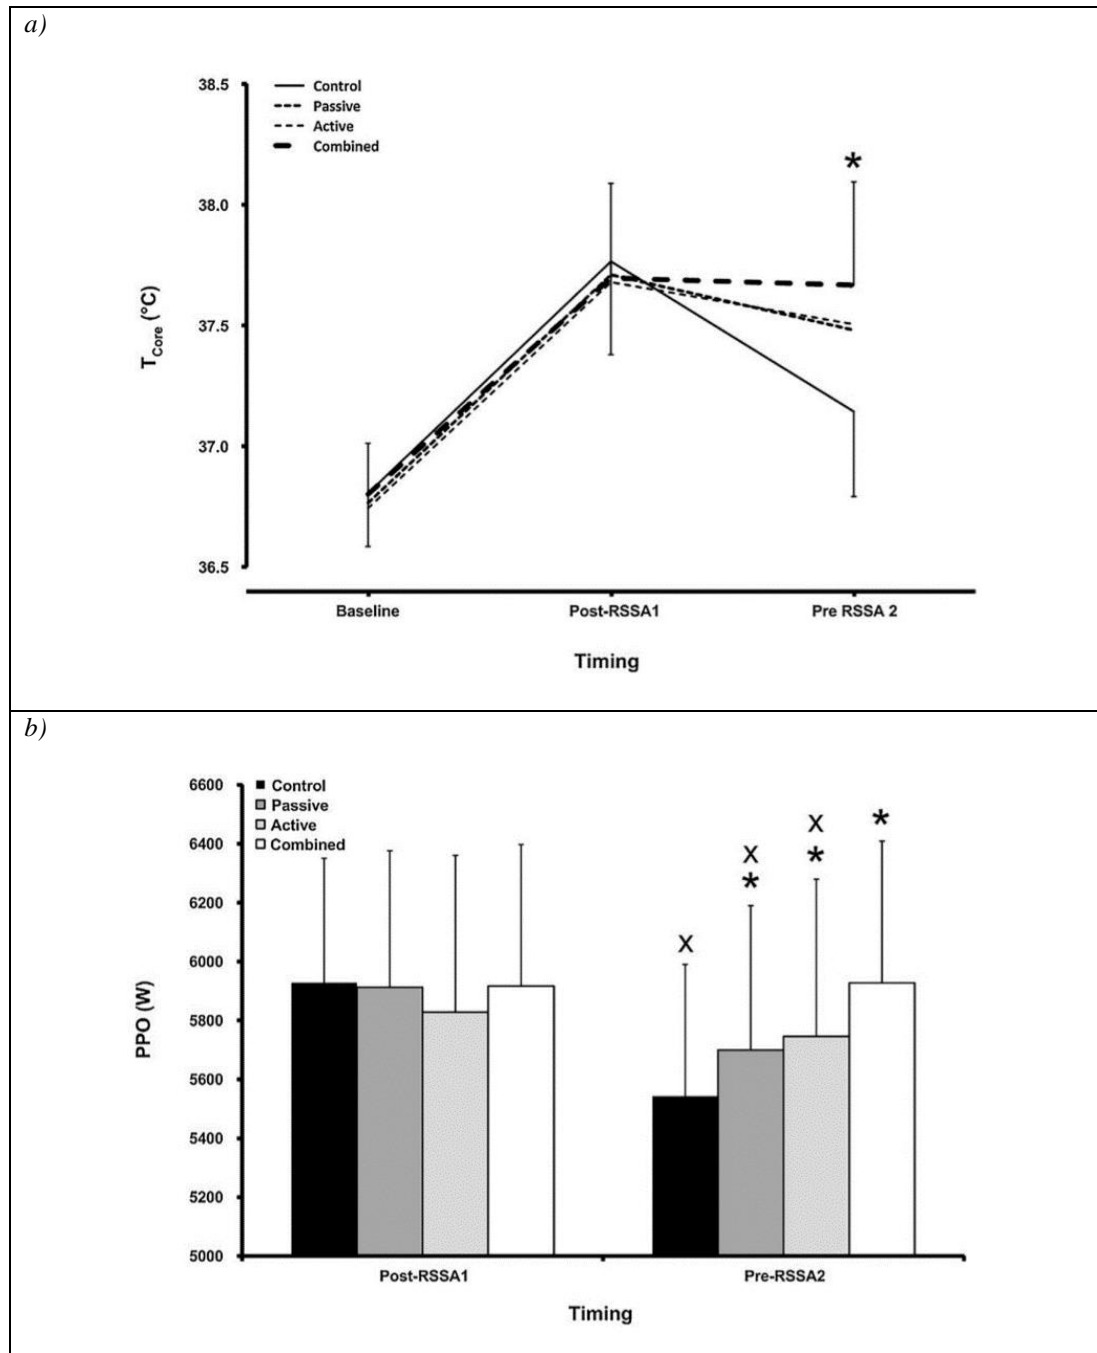 a)
38.5
38.0
37.5
37.0
36.5
T_Core (°C)
Control
Passive
Active
Combined
*
Baseline
Post-RSSA1
Pre RSSA 2
Timing
b)
6600
6400
6200
6000
5800
5600
5400
5200
5000
PPO (W)
Control
Passive
Active
Combined
x
x
*
x
*
*
Post-RSSA1
Pre-RSSA2
Timing